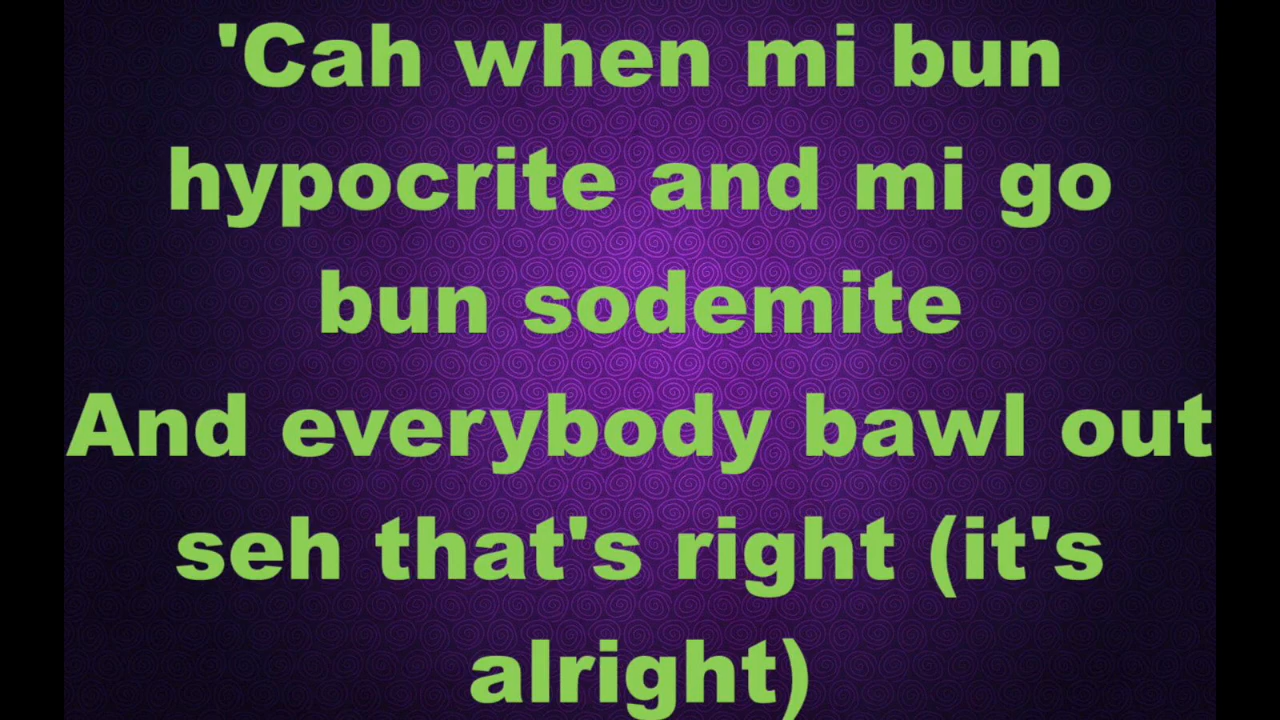 'Cah when mi bun
hypocrite and mi go
bun sodemite
And everybody bawl out
seh that's right (it's
alright)